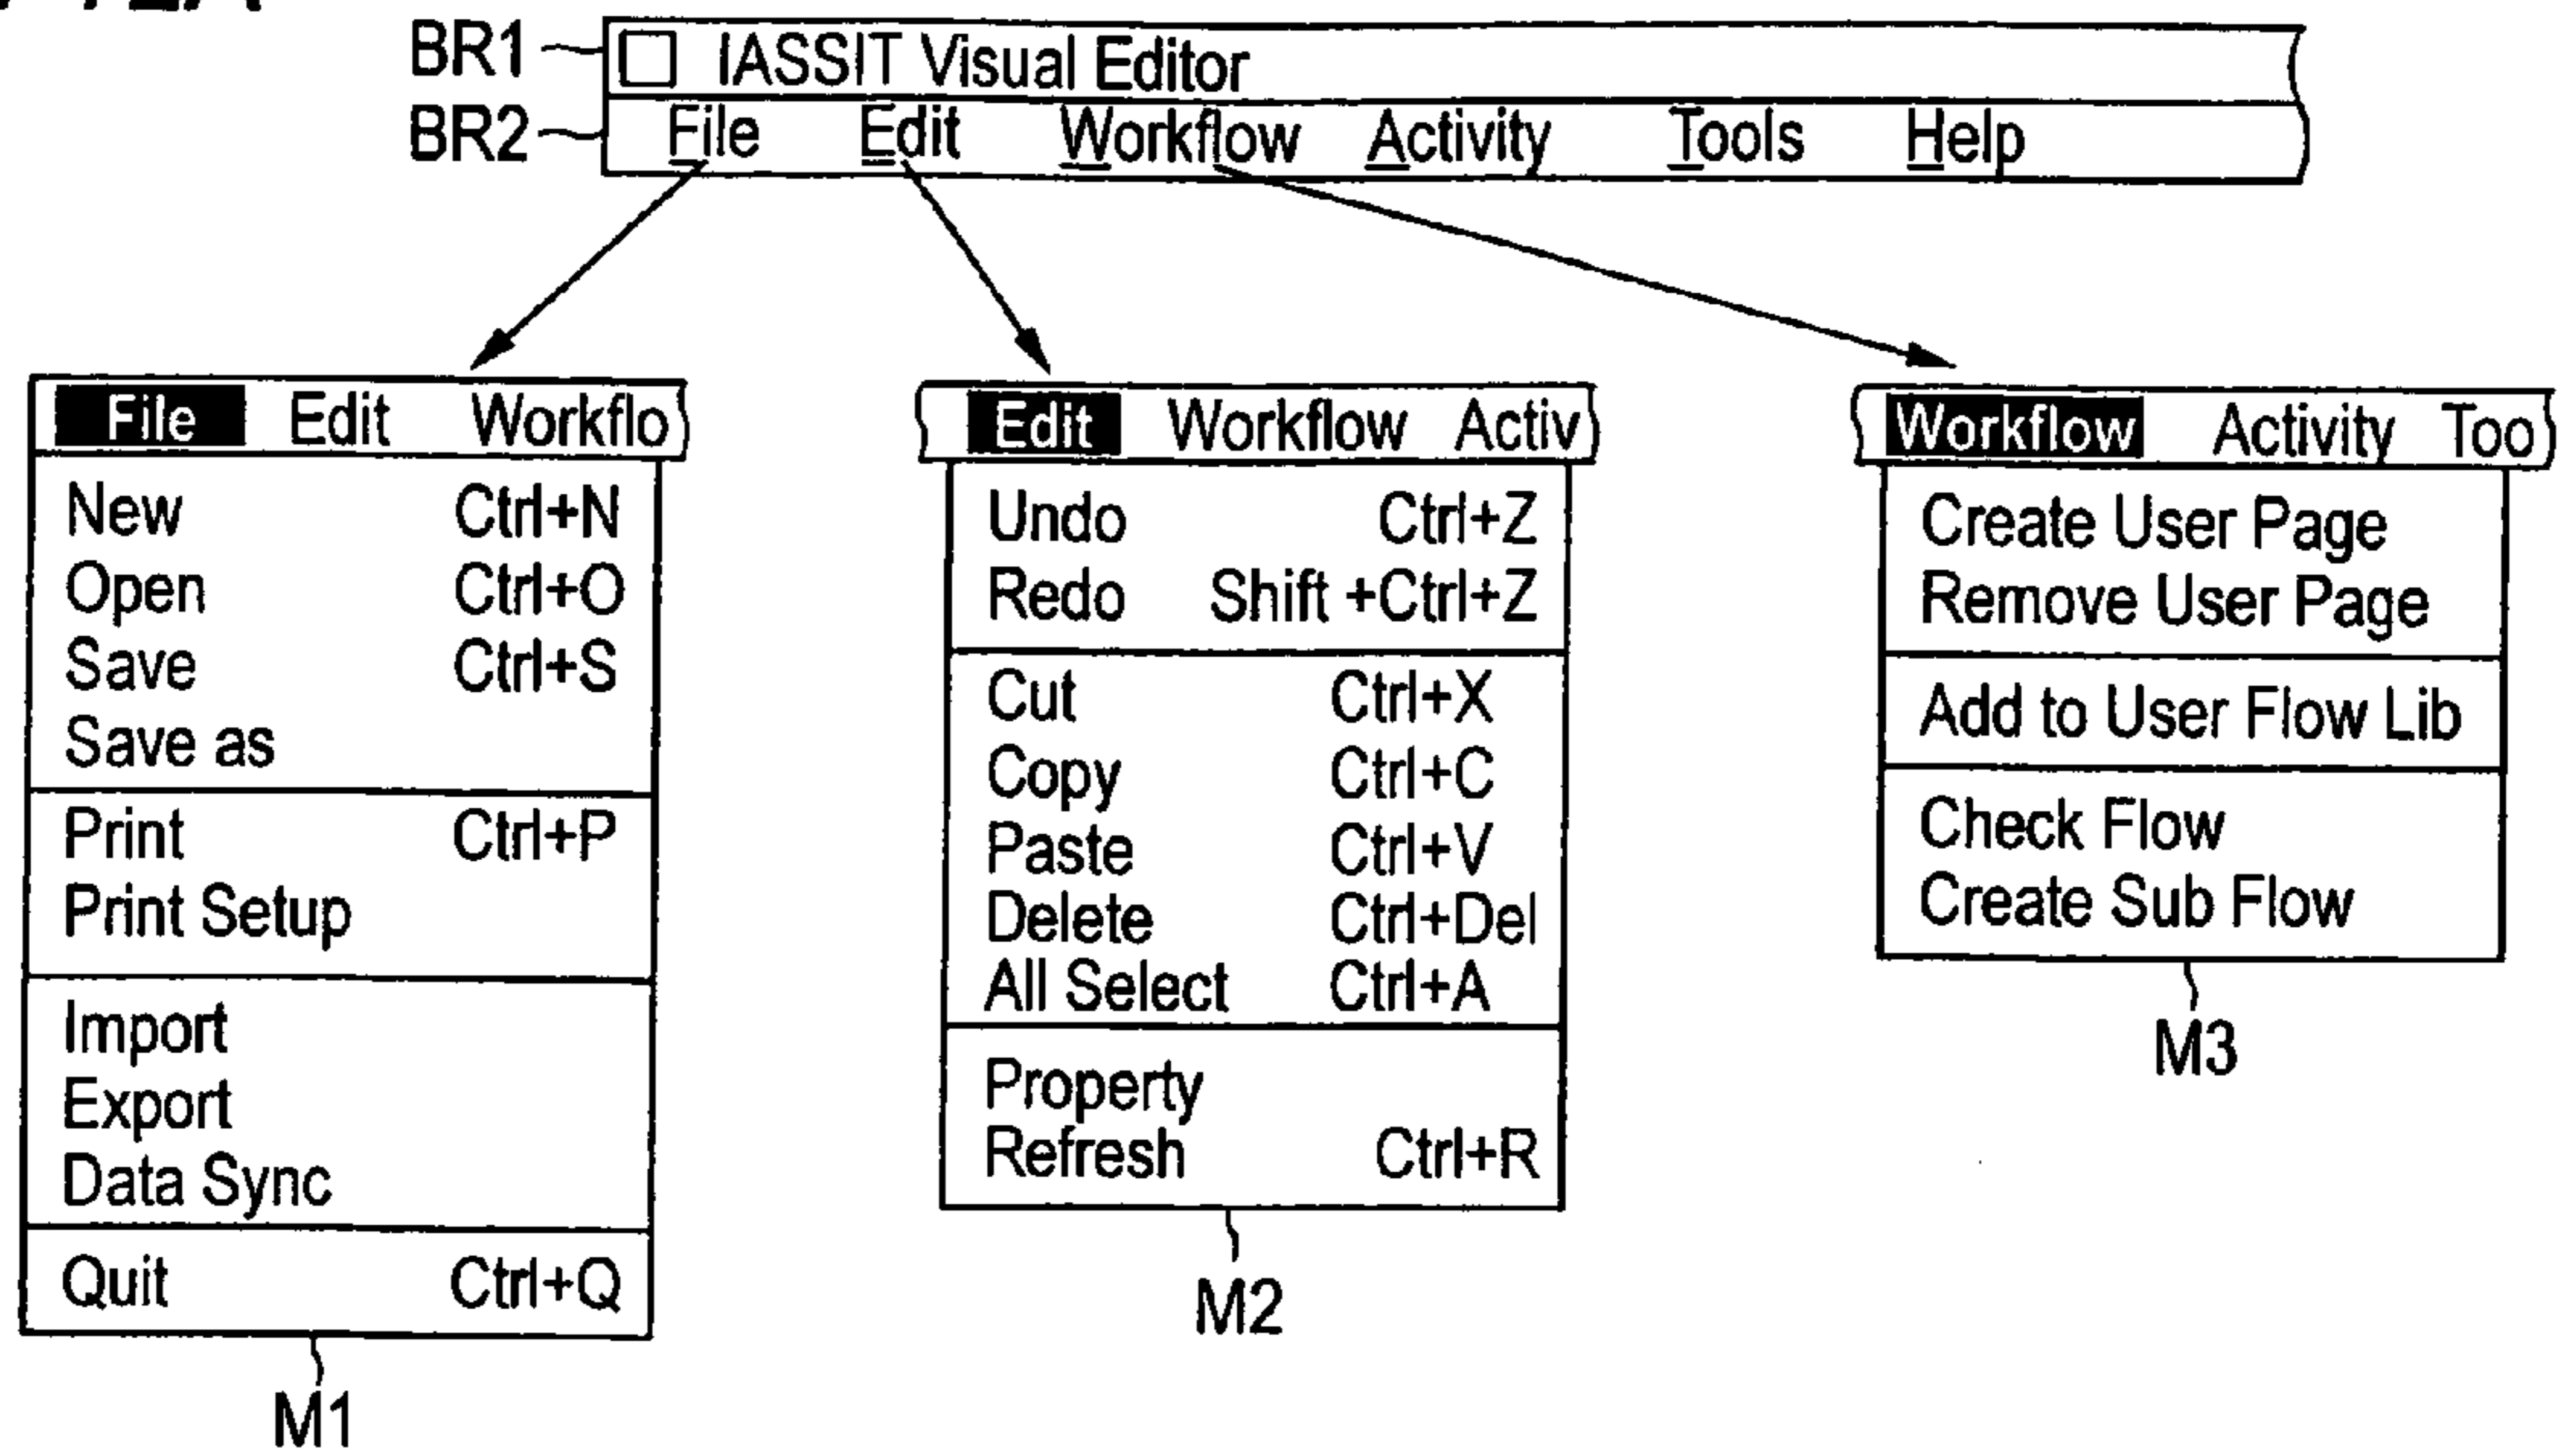 BR1 IASSIT Visual Editor
BR2 File Edit Workflow Activity Tools Help
File Edit Workflo
New Ctrl+N
Open Ctrl+O
Save Ctrl+S
Save as
Print Ctrl+P
Print Setup
Import
Export
Data Sync
Quit Ctrl+Q
M1
Edit Workflow Activ
Undo Ctrl+Z
Redo Shift +Ctrl+Z
Cut Ctrl+X
Copy Ctrl+C
Paste Ctrl+V
Delete Ctrl+Del
All Select Ctrl+A
Property
Refresh Ctrl+R
M2
Workflow Activity Too
Create User Page
Remove User Page
Add to User Flow Lib
Check Flow
Create Sub Flow
M3